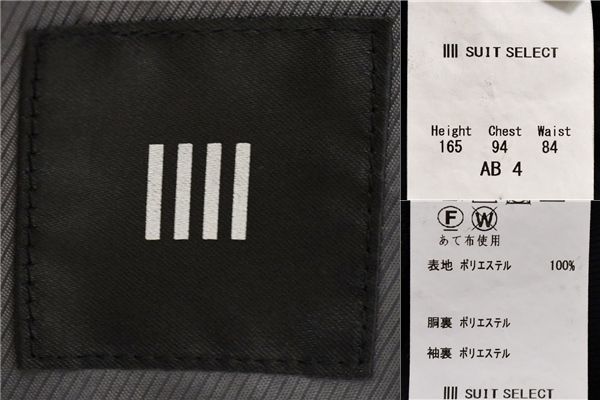 SUIT SELECT
Height Chest Waist
165 94 84
AB 4
F W
あて布使用
表地 ポリエステル 100%
胴裏 ポリエステル
袖裏 ポリエステル
SUIT SELECT